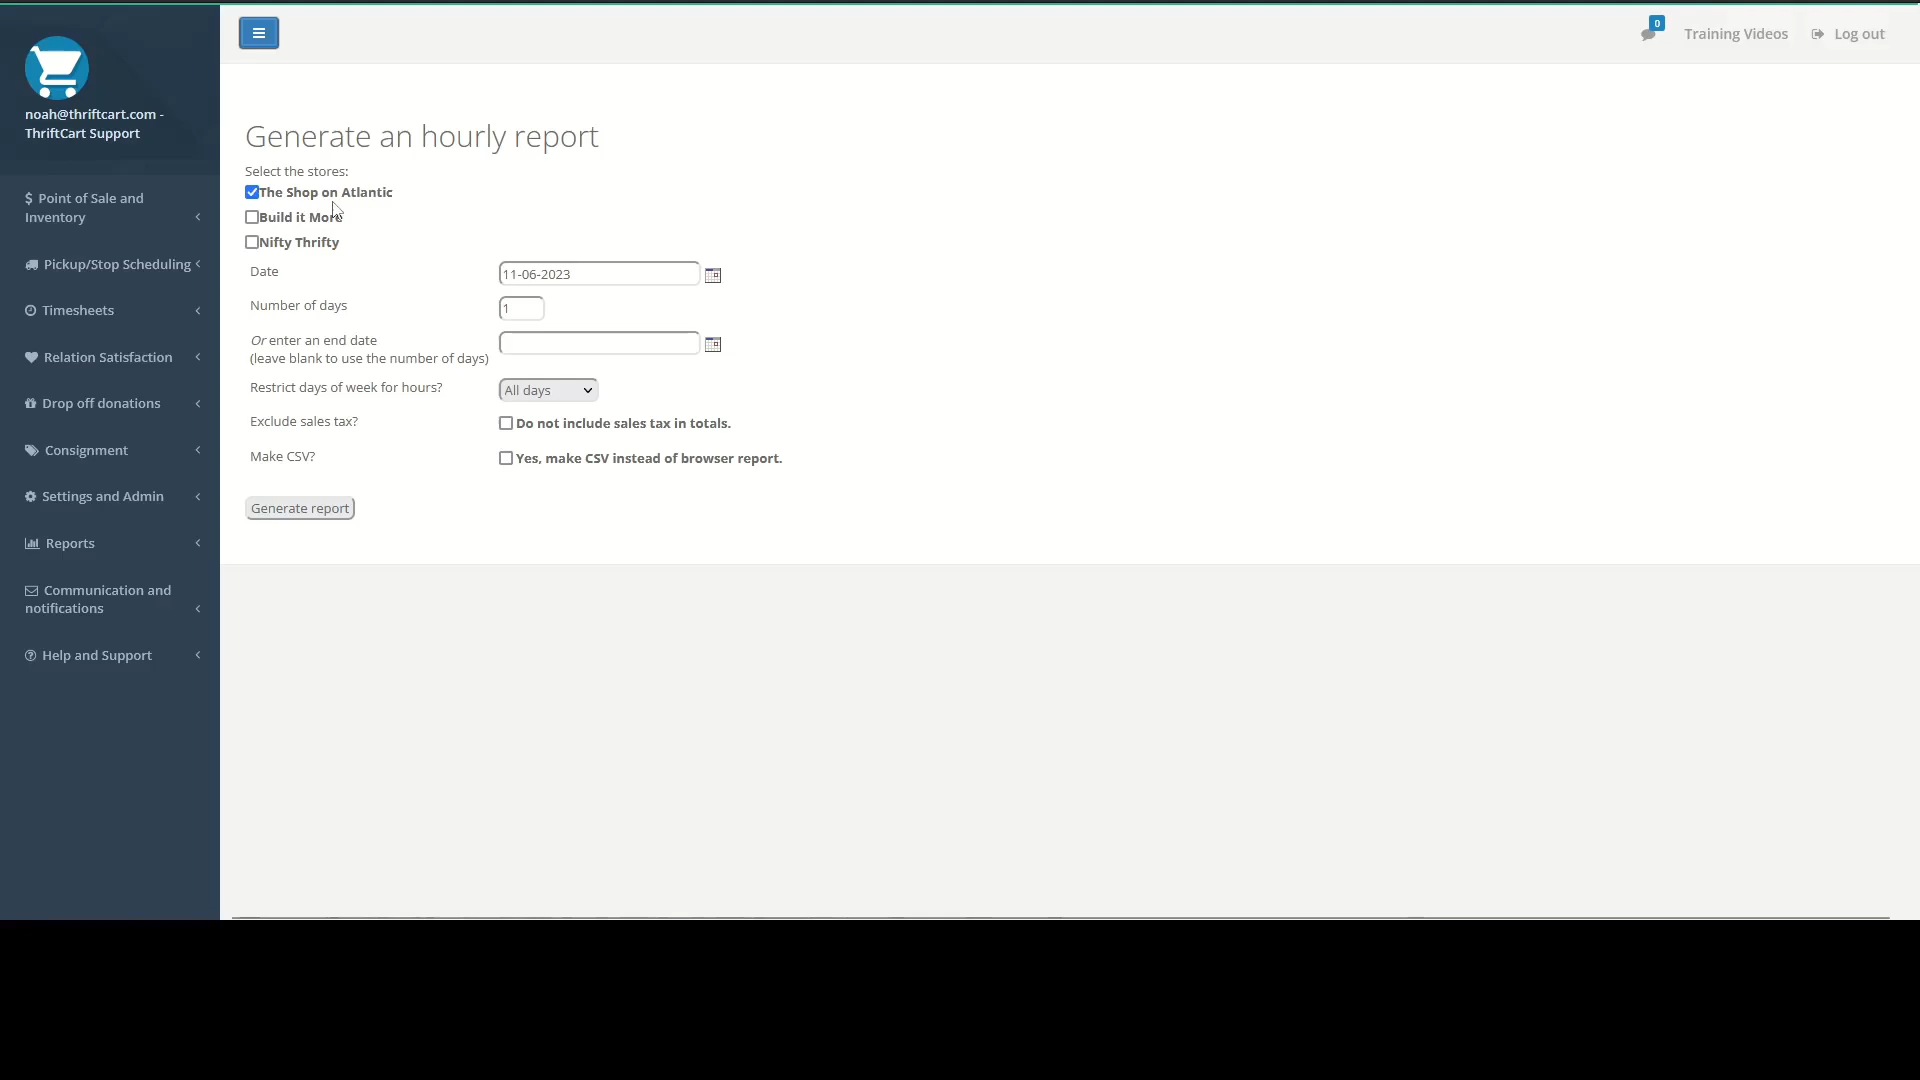 noah@thriftcart.com -
ThriftCart Support
Point of Sale and
Inventory
Pickup/Stop Scheduling
Timesheets
Relation Satisfaction
Drop off donations
Consignment
Settings and Admin
Reports
Communication and
notifications
Help and Support
0
Training Videos
Log out
Generate an hourly report
Select the stores:
The Shop on Atlantic
Build it More
Nifty Thrifty
Date
11-06-2023
Number of days
1
Or enter an end date
(leave blank to use the number of days)
Restrict days of week for hours?
All days
Exclude sales tax?
Do not include sales tax in totals.
Make CSV?
Yes, make CSV instead of browser report.
Generate report